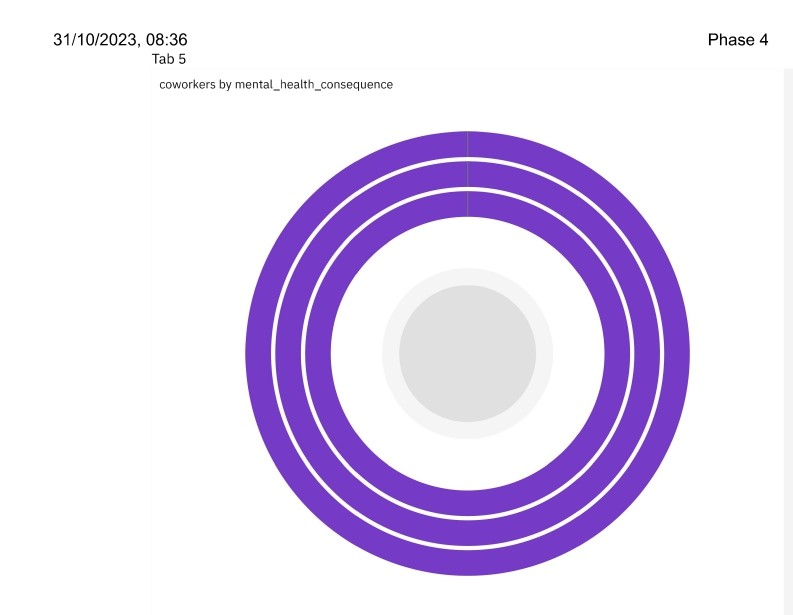 31/10/2023, 08:36
Phase 4
Tab 5
coworkers by mental_health_consequence